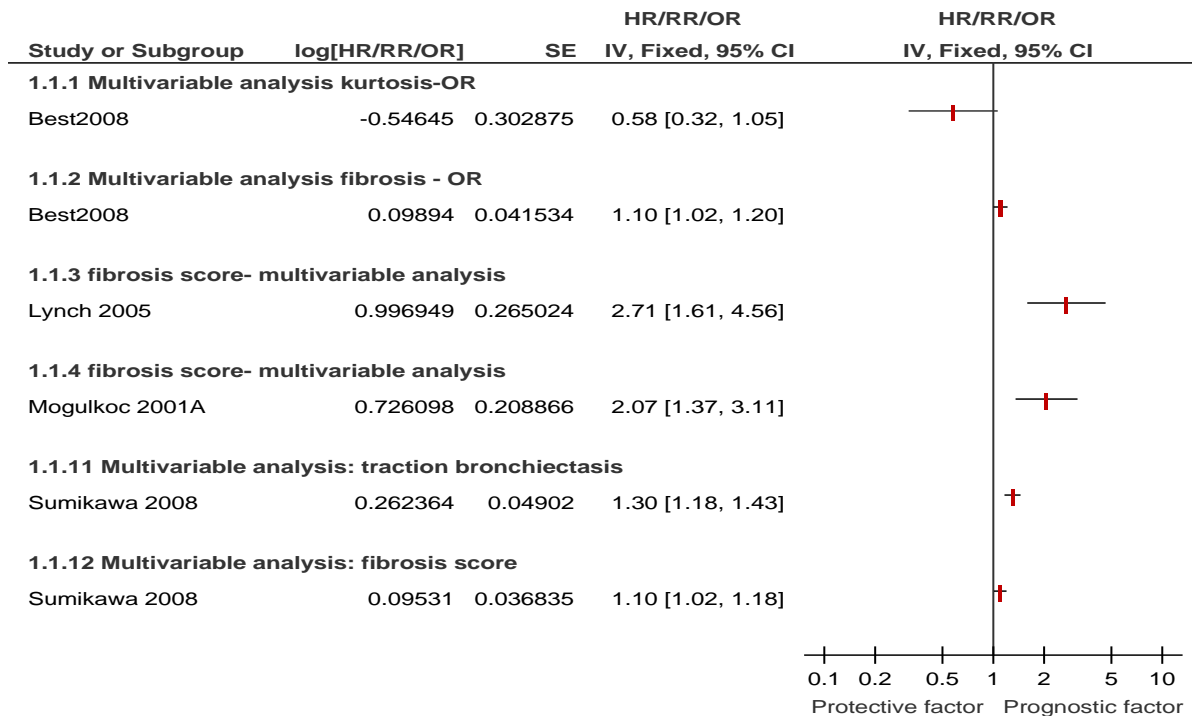 HR/RR/OR HR/RR/OR
Study or Subgroup log[HR/RR/OR] SE IV, Fixed, 95% CI IV, Fixed, 95% CI
1.1.1 Multivariable analysis kurtosis-OR
Best2008 -0.54645 0.302875 0.58 [0.32, 1.05]
1.1.2 Multivariable analysis fibrosis - OR
Best2008 0.09894 0.041534 1.10 [1.02, 1.20]
1.1.3 fibrosis score- multivariable analysis
Lynch 2005 0.996949 0.265024 2.71 [1.61, 4.56]
1.1.4 fibrosis score- multivariable analysis
Mogulkoc 2001A 0.726098 0.208866 2.07 [1.37, 3.11]
1.1.11 Multivariable analysis: traction bronchiectasis
Sumikawa 2008 0.262364 0.04902 1.30 [1.18, 1.43]
1.1.12 Multivariable analysis: fibrosis score
Sumikawa 2008 0.09531 0.036835 1.10 [1.02, 1.18]
0.1 0.2 0.5 1 2 5 10
Protective factor Prognostic factor